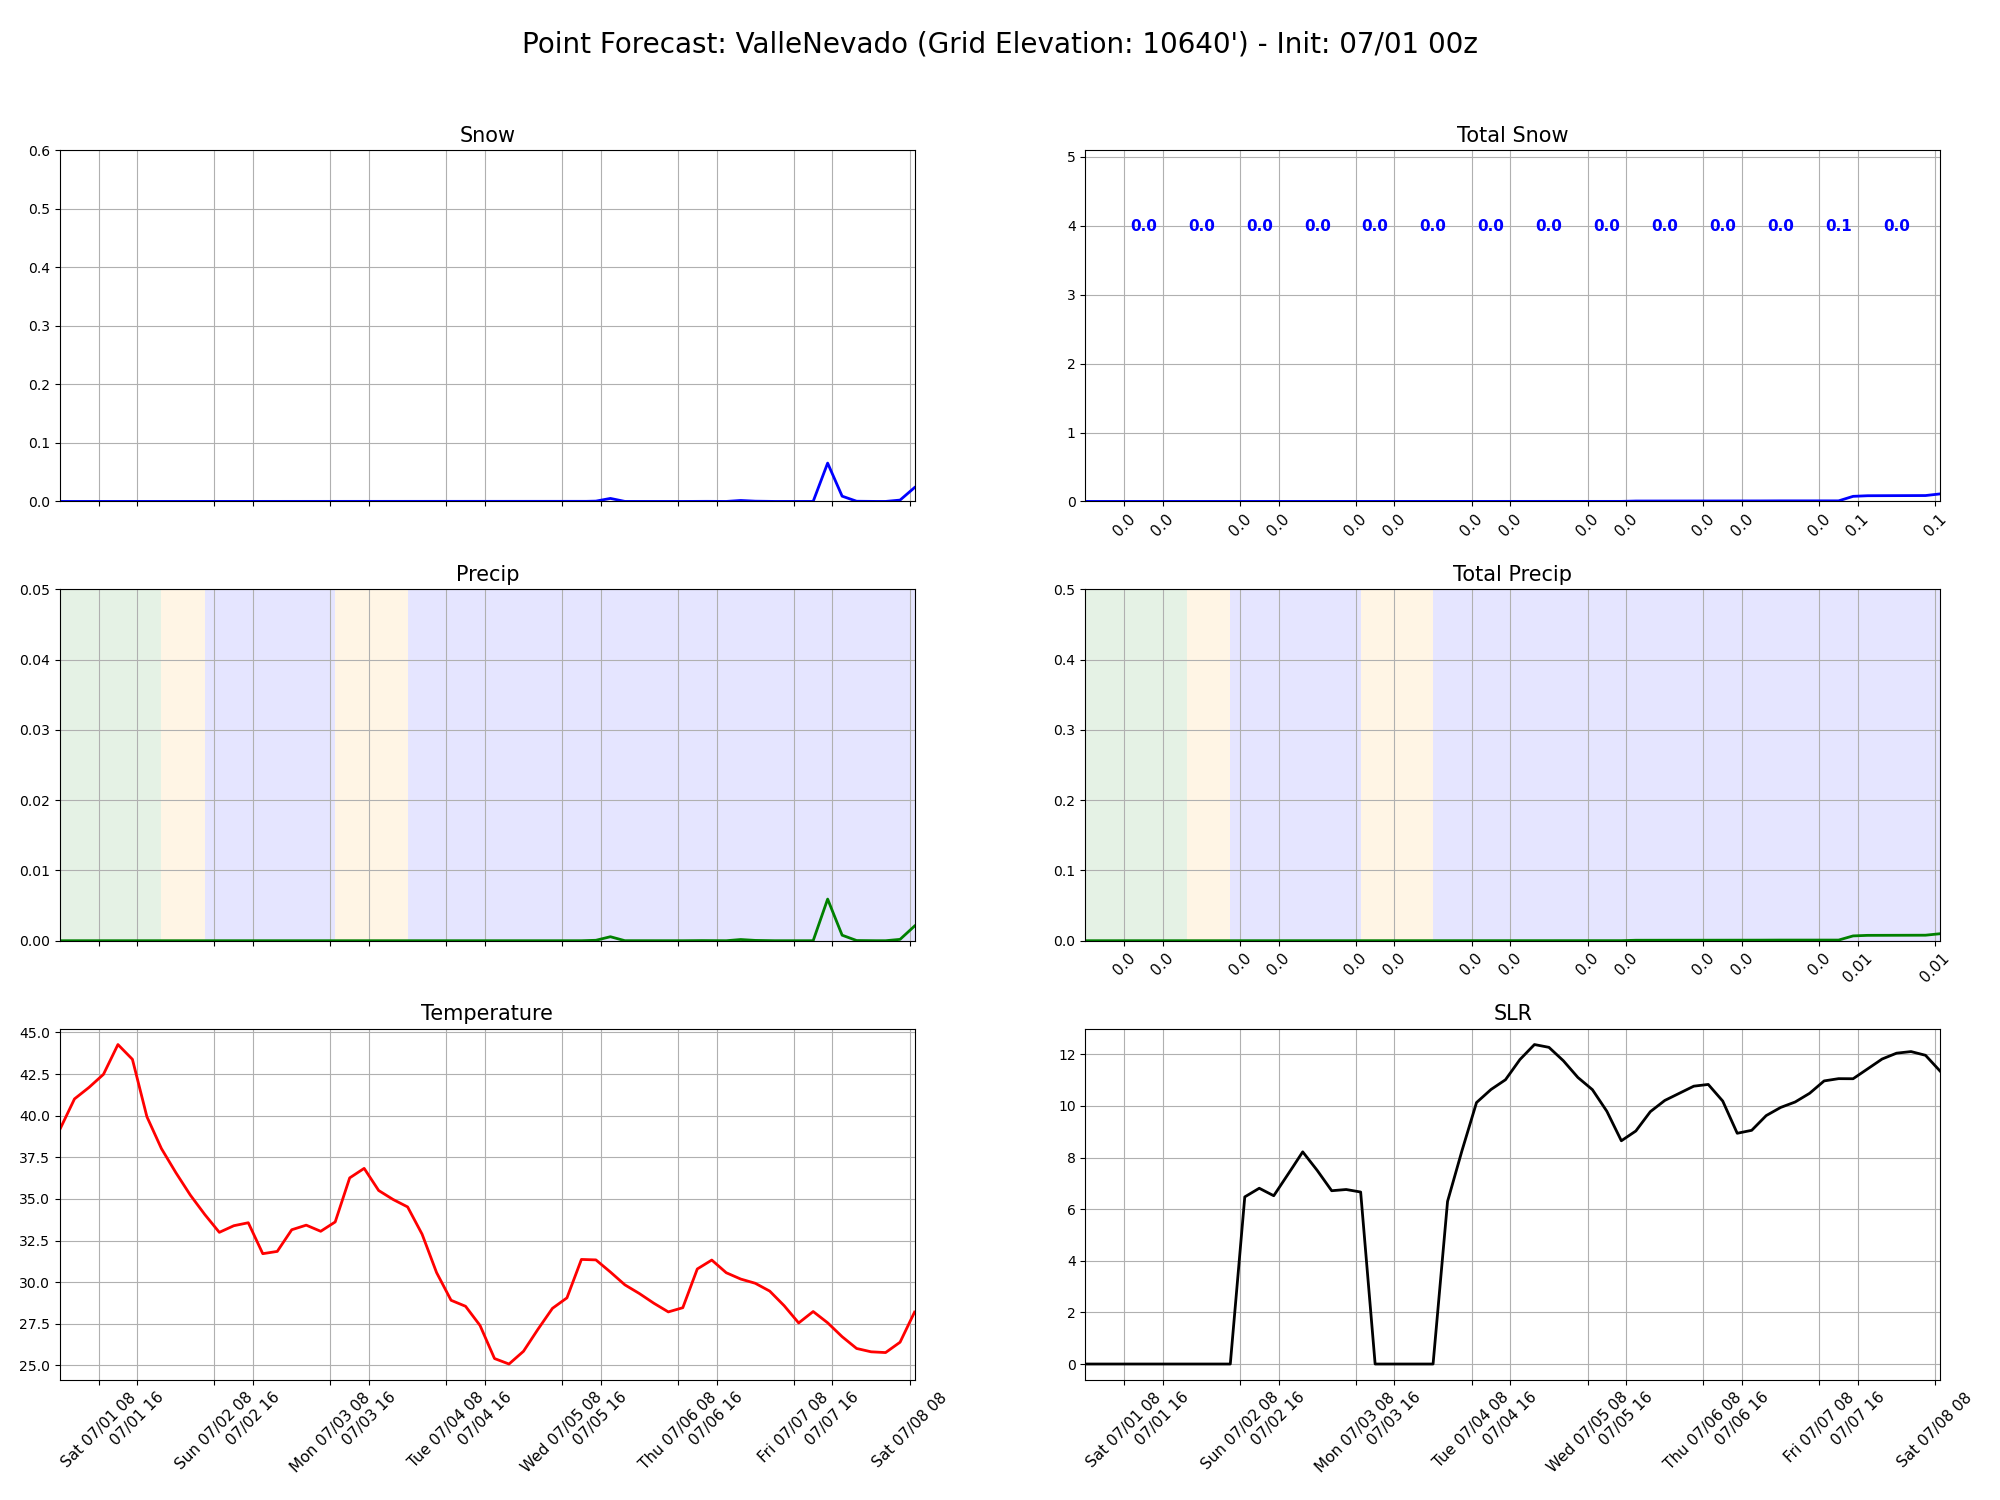 Point Forecast: ValleNevado (Grid Elevation: 10640') - Init: 07/01 00z
Snow
0.6
0.5
0.4
0.3
0.2
0.1
0.0
Total Snow
5
4
3
2
1
0
0.0 0.0 0.0 0.0 0.0 0.0 0.0 0.0 0.0 0.0 0.0 0.0 0.1 0.0
0.0 0.0 0.0 0.0 0.0 0.0 0.0 0.0 0.0 0.0 0.0 0.0 0.0 0.1 0.1
Precip
0.05
0.04
0.03
0.02
0.01
0.00
Total Precip
0.5
0.4
0.3
0.2
0.1
0.0
0.0 0.0 0.0 0.0 0.0 0.0 0.0 0.0 0.0 0.0 0.0 0.0 0.0 0.01 0.01
Temperature
45.0
42.5
40.0
37.5
35.0
32.5
30.0
27.5
25.0
Sat 07/01 08
07/01 16
Sun 07/02 08
07/02 16
Mon 07/03 08
07/03 16
Tue 07/04 08
07/04 16
Wed 07/05 08
07/05 16
Thu 07/06 08
07/06 16
Fri 07/07 08
07/07 16
Sat 07/08 08
SLR
12
10
8
6
4
2
0
Sat 07/01 08
07/01 16
Sun 07/02 08
07/02 16
Mon 07/03 08
07/03 16
Tue 07/04 08
07/04 16
Wed 07/05 08
07/05 16
Thu 07/06 08
07/06 16
Fri 07/07 08
07/07 16
Sat 07/08 08